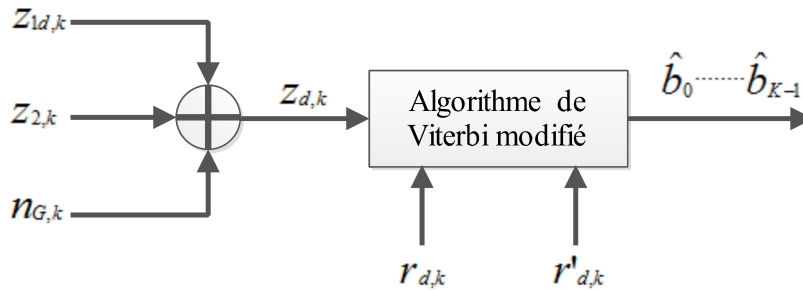 z1d,k
z2,k
nG,k
zd,k
Algorithme de
Viterbi modifié
b̂0 ........ b̂K−1
rd,k
r'd,k